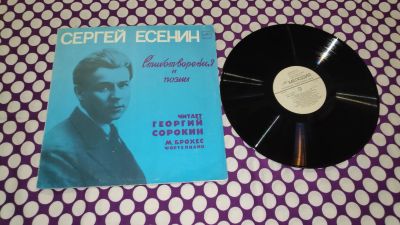 СЕРГЕЙ ЕСЕНИН
Стихотворения
и
поэмы
ЧИТАЕТ
ГЕОРГИЙ
СОРОКИН
М. БРОХЕС
ФОРТЕПИАНО
МЕЛОДИЯ